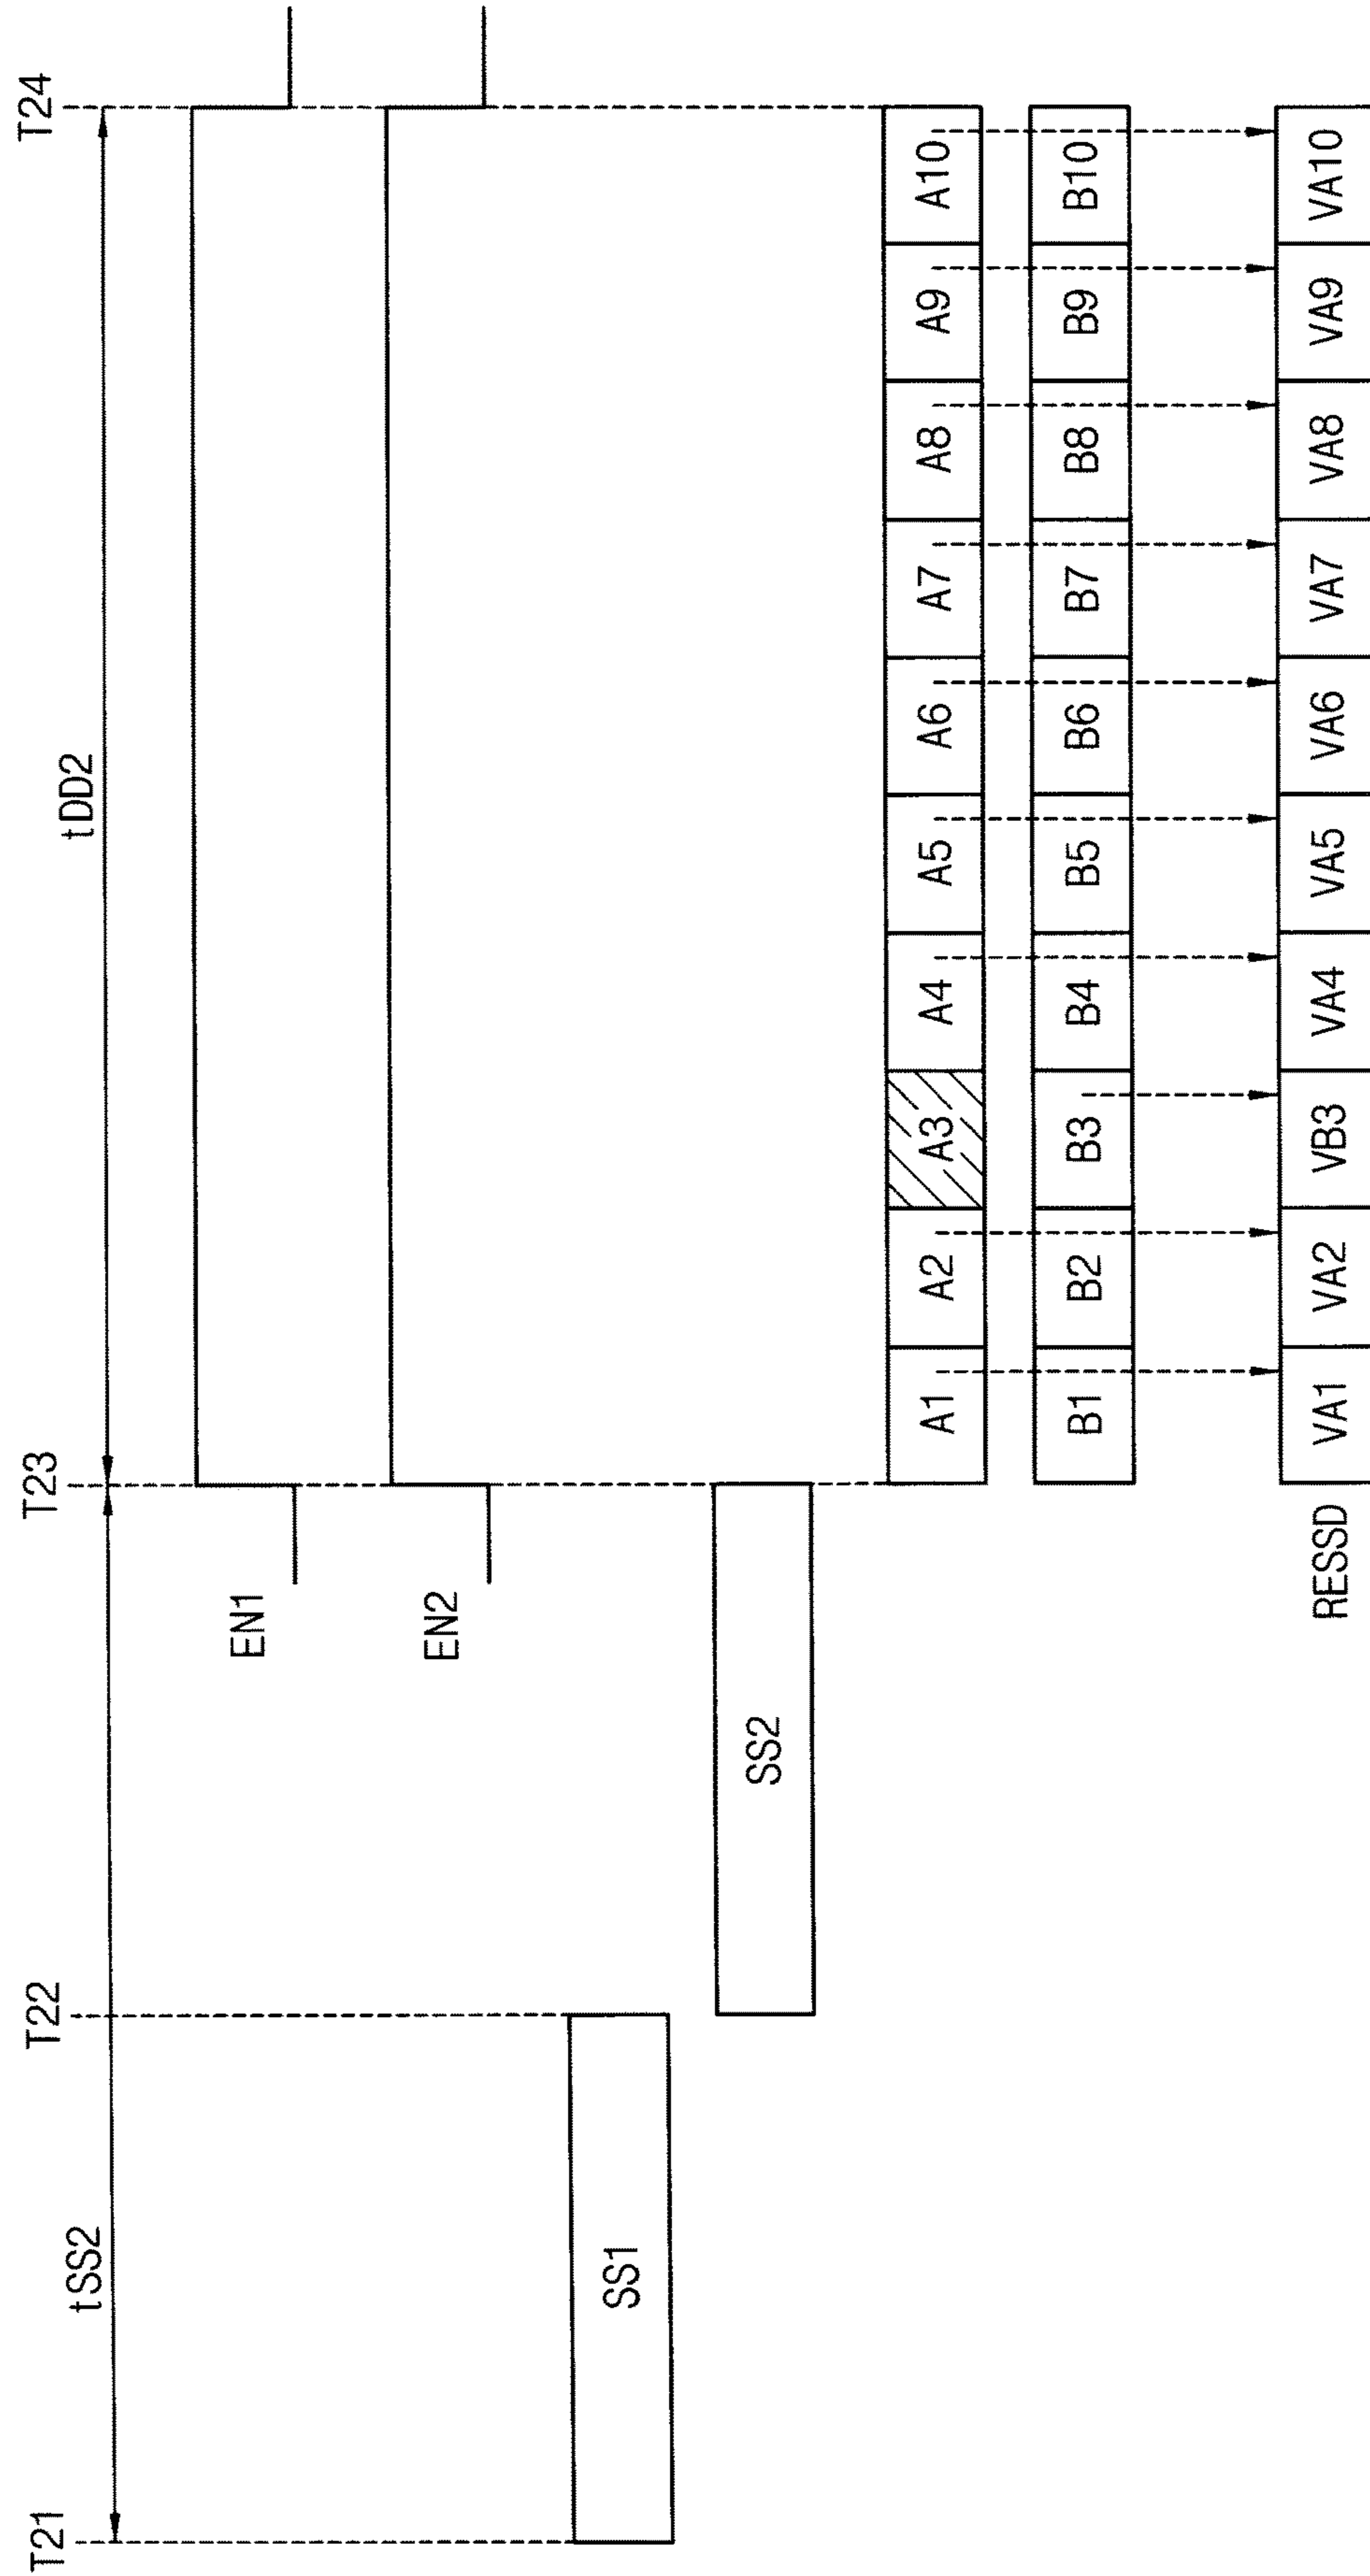 T21 T22 T23 T24
tSS2 tDD2
EN1
EN2
SS1
SS2
A1 A2 A3 A4 A5 A6 A7 A8 A9 A10
B1 B2 B3 B4 B5 B6 B7 B8 B9 B10
RESSD VA1 VA2 VB3 VA4 VA5 VA6 VA7 VA8 VA9 VA10